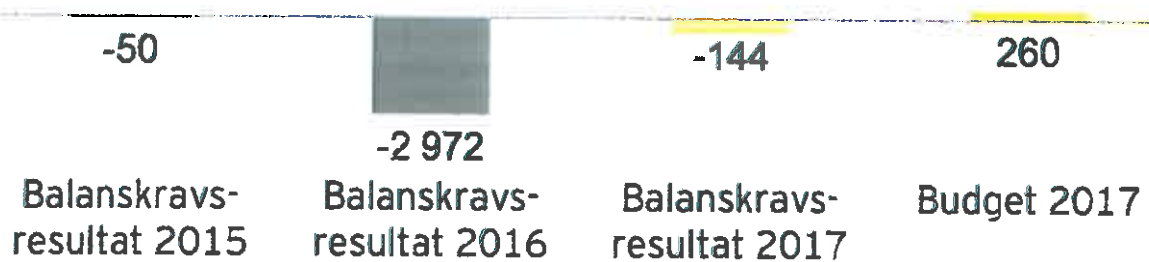 -50
-2 972
-144
260
Balanskravs-
resultat 2015
Balanskravs-
resultat 2016
Balanskravs-
resultat 2017
Budget 2017